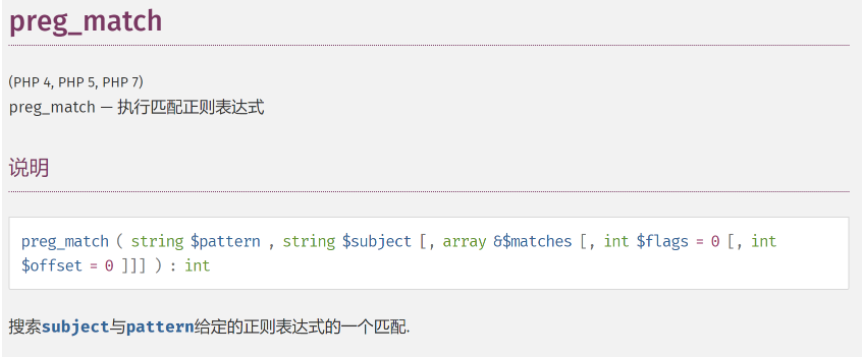 preg_match
(PHP 4, PHP 5, PHP 7)
preg_match — 执行匹配正则表达式
说明
preg_match ( string $pattern , string $subject [, array &$matches [, int $flags = 0 [, int
$offset = 0 ]]] ) : int
搜索subject与pattern给定的正则表达式的一个匹配.